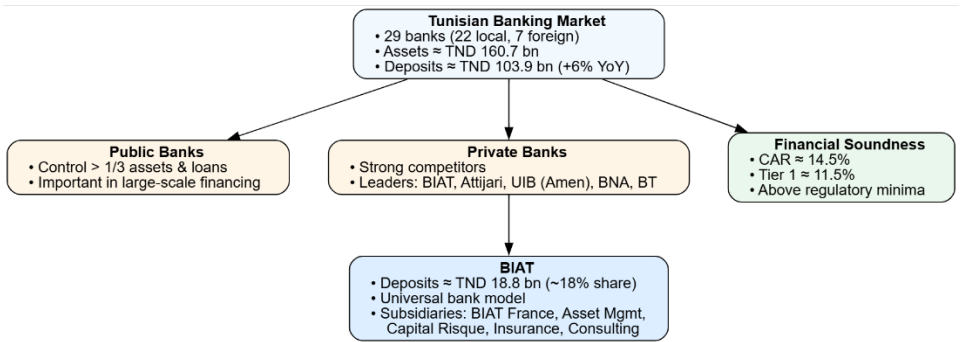 Tunisian Banking Market
• 29 banks (22 local, 7 foreign)
• Assets ≈ TND 160.7 bn
• Deposits ≈ TND 103.9 bn (+6% YoY)
Public Banks
• Control > 1/3 assets & loans
• Important in large-scale financing
Private Banks
• Strong competitors
• Leaders: BIAT, Attijari, UIB (Amen), BNA, BT
Financial Soundness
• CAR ≈ 14.5%
• Tier 1 ≈ 11.5%
• Above regulatory minima
BIAT
• Deposits ≈ TND 18.8 bn (~18% share)
• Universal bank model
• Subsidiaries: BIAT France, Asset Mgmt,
Capital Risque, Insurance, Consulting